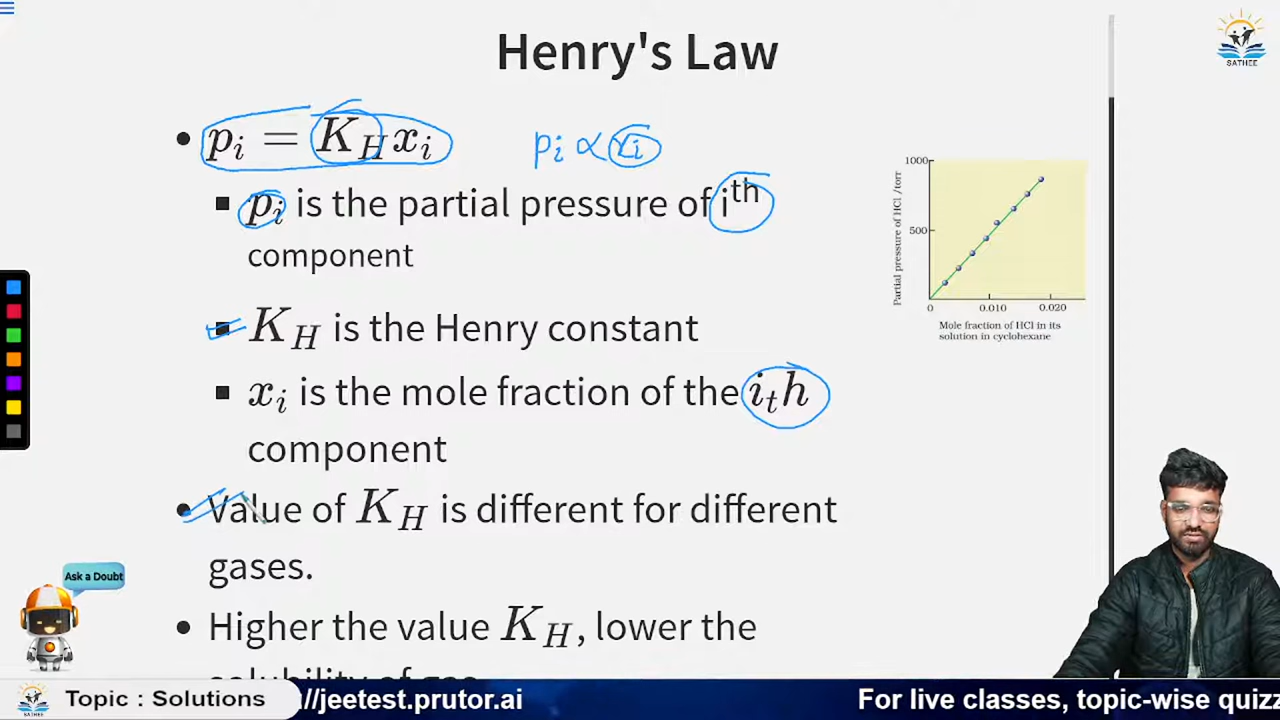 Henry's Law
SATHEE
• p_i = K_H x_i
p_i ∝ x_i
▪ p_i is the partial pressure of i^th
component
▪ K_H is the Henry constant
▪ x_i is the mole fraction of the i_t h
component
• Value of K_H is different for different
gases.
• Higher the value K_H, lower the
solubility of gas
Partial pressure of HCl /torr
1000
500
0 0.010 0.020
Mole fraction of HCl in its
solution in cyclohexane
Ask a Doubt
SATHEE
Topic : Solutions
//jeetest.prutor.ai
For live classes, topic-wise quizz